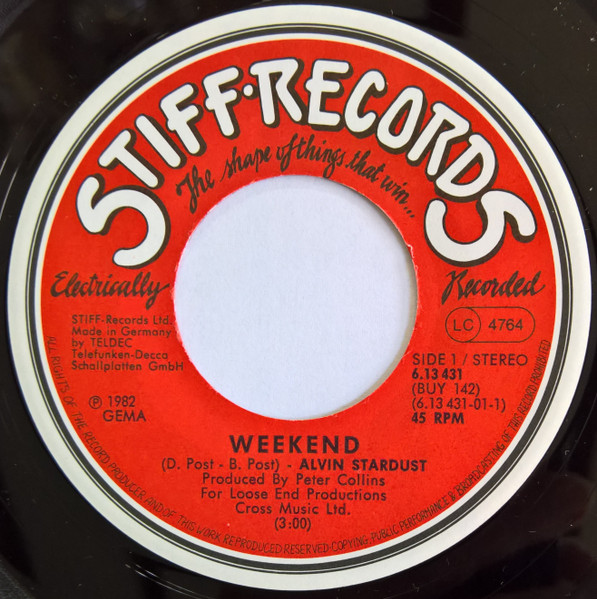 STIFF·RECORDS
The shape of things that win...
Electrically Recorded
STIFF-Records Ltd.
Made in Germany
by TELDEC
Telefunken-Decca
Schallplatten GmbH
℗ 1982
GEMA
LC 4764
SIDE 1 / STEREO
6.13 431
(BUY 142)
(6.13 431-01-1)
45 RPM
WEEKEND
(D. Post - B. Post) - ALVIN STARDUST
Produced By Peter Collins
For Loose End Productions
Cross Music Ltd.
(3:00)
ALL RIGHTS OF THE RECORD PRODUCER AND OF THIS WORK REPRODUCED RESERVED COPYING, PUBLIC PERFORMANCE & BROADCASTING OF THIS RECORD PROHIBITED